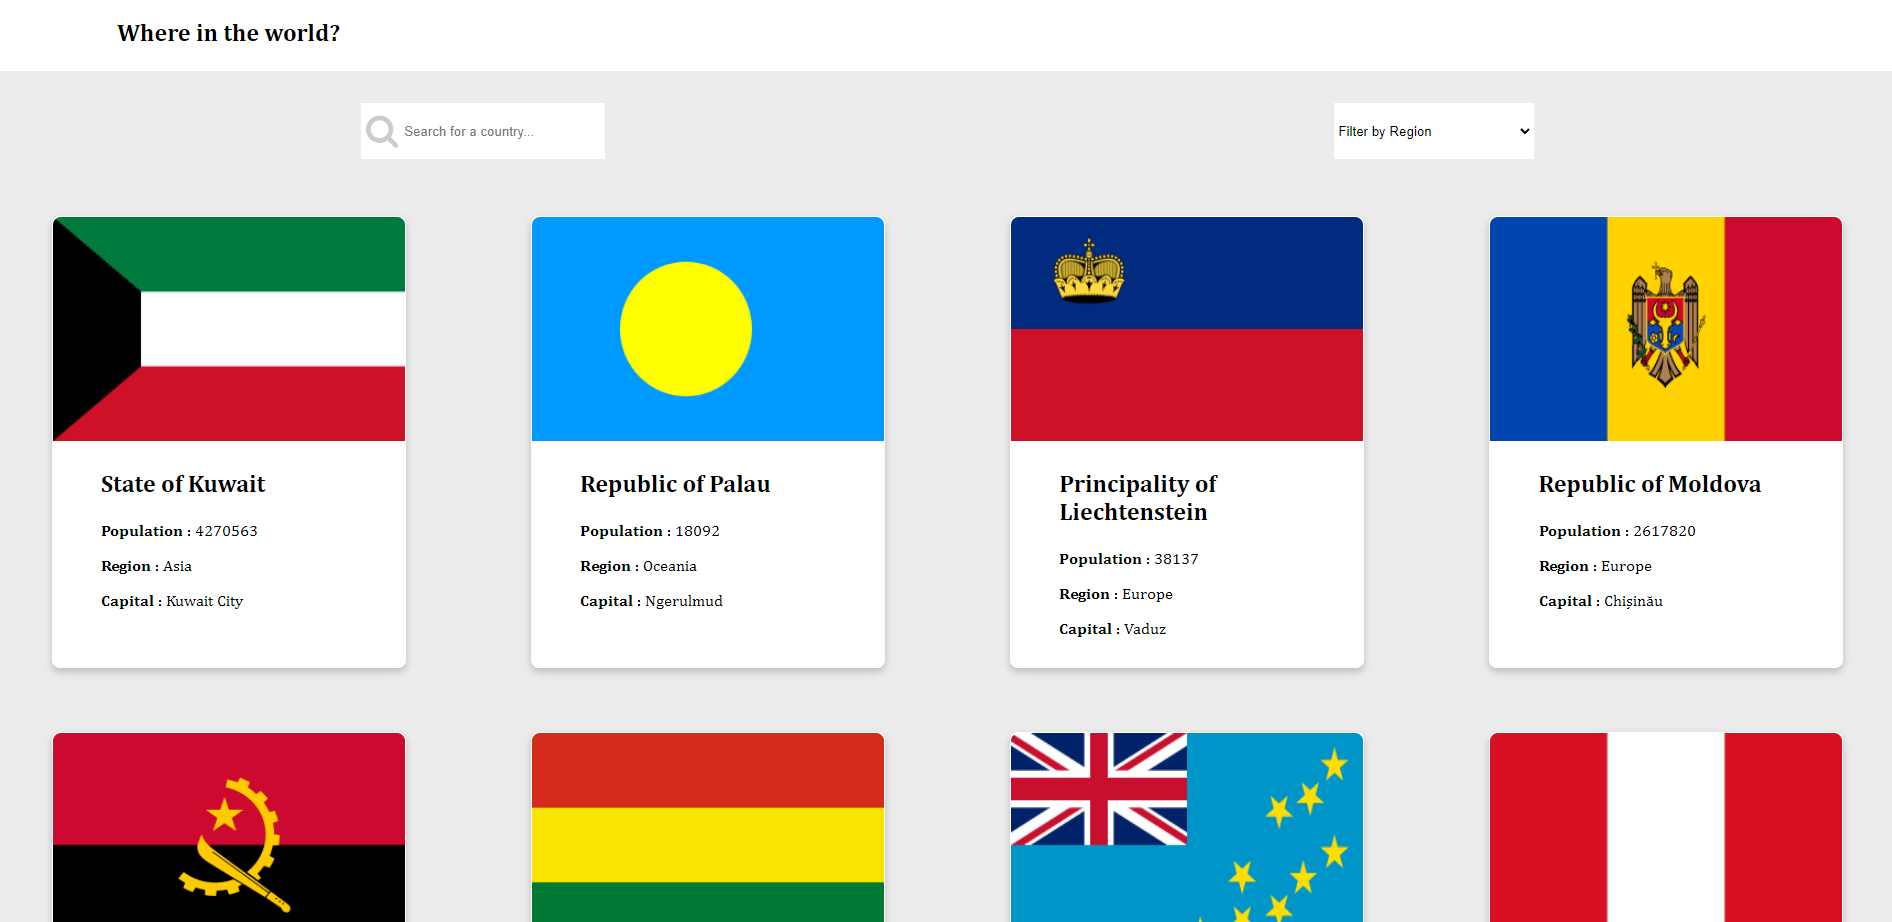 Where in the world?
Search for a country...
Filter by Region
State of Kuwait
Population : 4270563
Region : Asia
Capital : Kuwait City
Republic of Palau
Population : 18092
Region : Oceania
Capital : Ngerulmud
Principality of
Liechtenstein
Population : 38137
Region : Europe
Capital : Vaduz
Republic of Moldova
Population : 2617820
Region : Europe
Capital : Chișinău